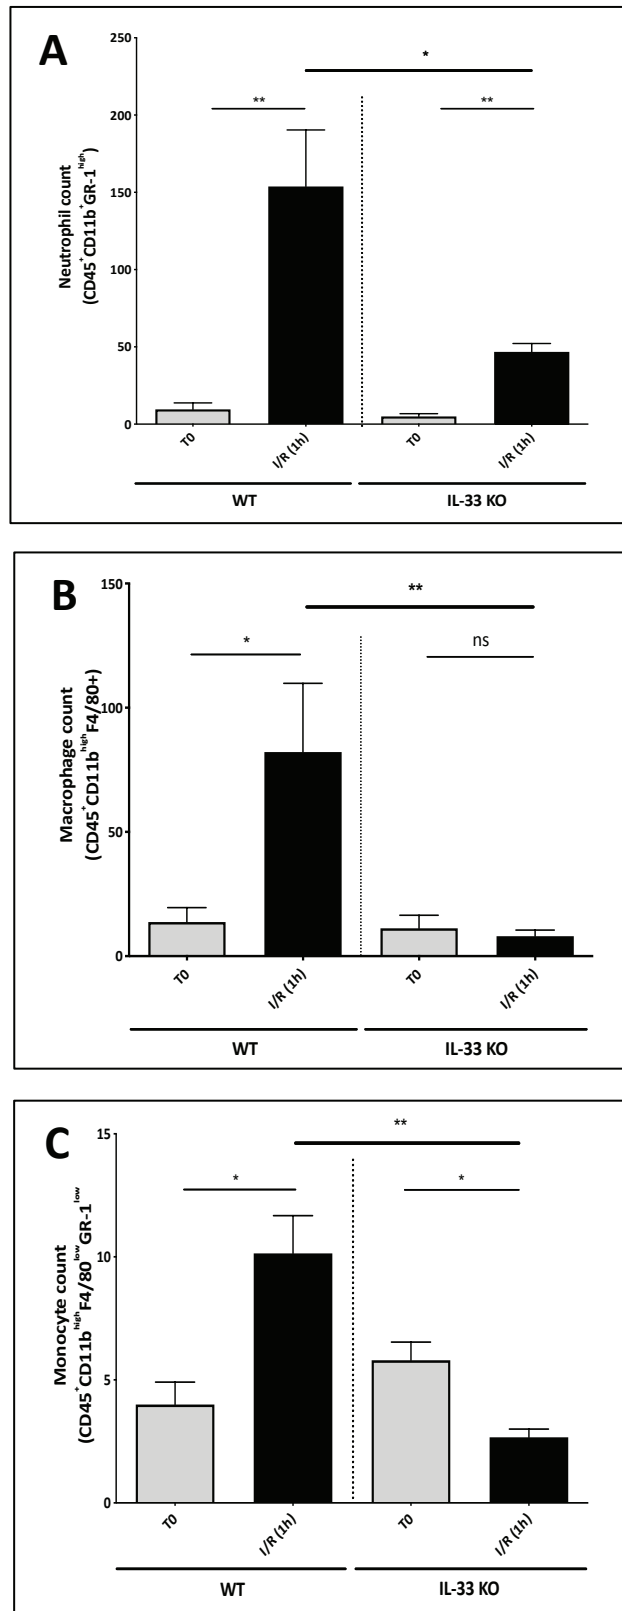 A
250
*
200
**
**
150
100
50
0
Neutrophil count
(CD45+CD11b+GR-1high)
T0
I/R (1h)
T0
I/R (1h)
WT
IL-33 KO
B
150
**
*
ns
100
50
0
Macrophage count
(CD45+CD11bhighF4/80+)
T0
I/R (1h)
T0
I/R (1h)
WT
IL-33 KO
C
15
**
*
*
10
5
0
Monocyte count
(CD45+CD11bhighF4/80lowGR-1low
T0
I/R (1h)
T0
I/R (1h)
WT
IL-33 KO